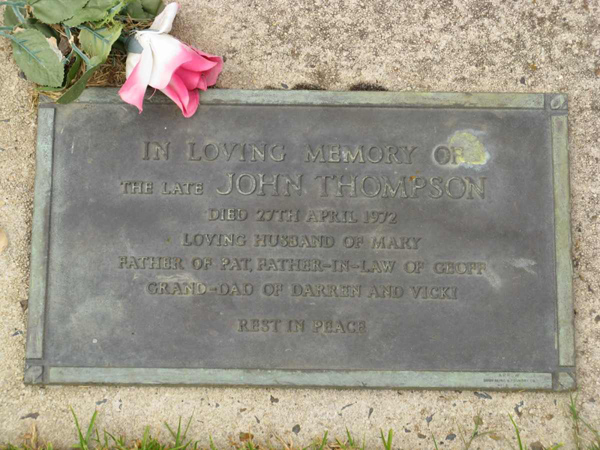 IN LOVING MEMORY OF
THE LATE JOHN THOMPSON
DIED 27TH APRIL 1972
LOVING HUSBAND OF MARY
FATHER OF PAT, FATHER-IN-LAW OF GEOFF
GRAND-DAD OF DARREN AND VICKI
REST IN PEACE